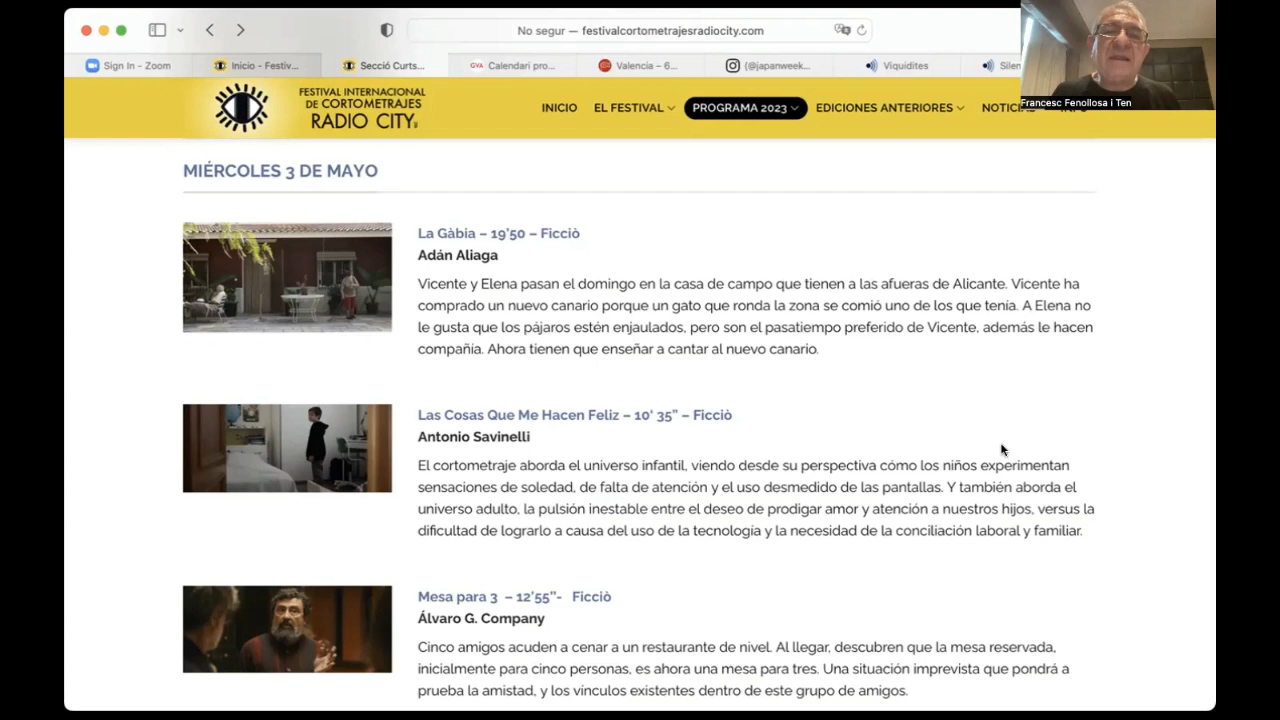 No segur — festivalcortometrajesradiocity.com
Sign In - Zoom
Inicio - Festiv...
Secció Curts...
GVA Calendari pro...
Valencia – 6...
(@japanweek...
Víquidites
Silen
Francesc Fenollosa i Ten
FESTIVAL INTERNACIONAL
DE CORTOMETRAJES
RADIO CITY
INICIO
EL FESTIVAL
PROGRAMA 2023
EDICIONES ANTERIORES
MIÉRCOLES 3 DE MAYO
La Gàbia – 19'50 – Ficciò
Adán Aliaga
Vicente y Elena pasan el domingo en la casa de campo que tienen a las afueras de Alicante. Vicente ha
comprado un nuevo canario porque un gato que ronda la zona se comió uno de los que tenía. A Elena no
le gusta que los pájaros estén enjaulados, pero son el pasatiempo preferido de Vicente, además le hacen
compañía. Ahora tienen que enseñar a cantar al nuevo canario.
Las Cosas Que Me Hacen Feliz – 10' 35" – Ficciò
Antonio Savinelli
El cortometraje aborda el universo infantil, viendo desde su perspectiva cómo los niños experimentan
sensaciones de soledad, de falta de atención y el uso desmedido de las pantallas. Y también aborda el
universo adulto, la pulsión inestable entre el deseo de prodigar amor y atención a nuestros hijos, versus la
dificultad de lograrlo a causa del uso de la tecnología y la necesidad de la conciliación laboral y familiar.
Mesa para 3 – 12'55"- Ficciò
Álvaro G. Company
Cinco amigos acuden a cenar a un restaurante de nivel. Al llegar, descubren que la mesa reservada,
inicialmente para cinco personas, es ahora una mesa para tres. Una situación imprevista que pondrá a
prueba la amistad, y los vínculos existentes dentro de este grupo de amigos.